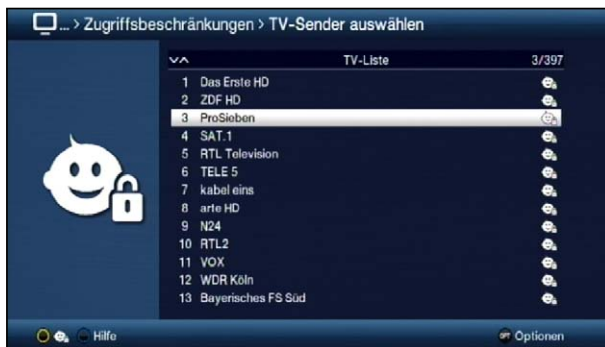 ... > Zugriffsbeschränkungen > TV-Sender auswählen
TV-Liste 3/397
1 Das Erste HD
2 ZDF HD
3 ProSieben
4 SAT.1
5 RTL Television
6 TELE 5
7 kabel eins
8 arte HD
9 N24
10 RTL2
11 VOX
12 WDR Köln
13 Bayerisches FS Süd
Hilfe OPT Optionen